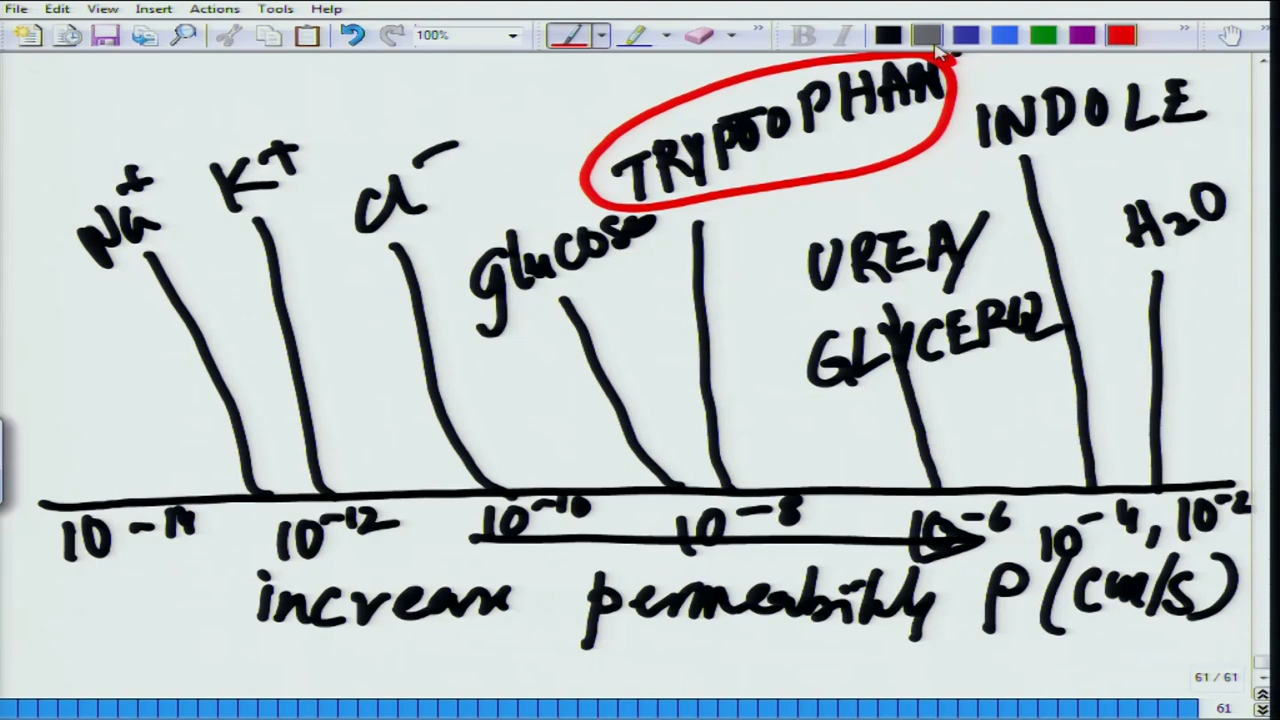 File Edit View Insert Actions Tools Help
100%
TRYPTOPHAN
INDOLE
Na+
K+
Cl-
glucose
UREA/
GLYCEROL
H2O
10-14 10-12 10-10 10-8 10-6 10-4, 10-2
increase permeability P(cm/s)
61 / 61
61